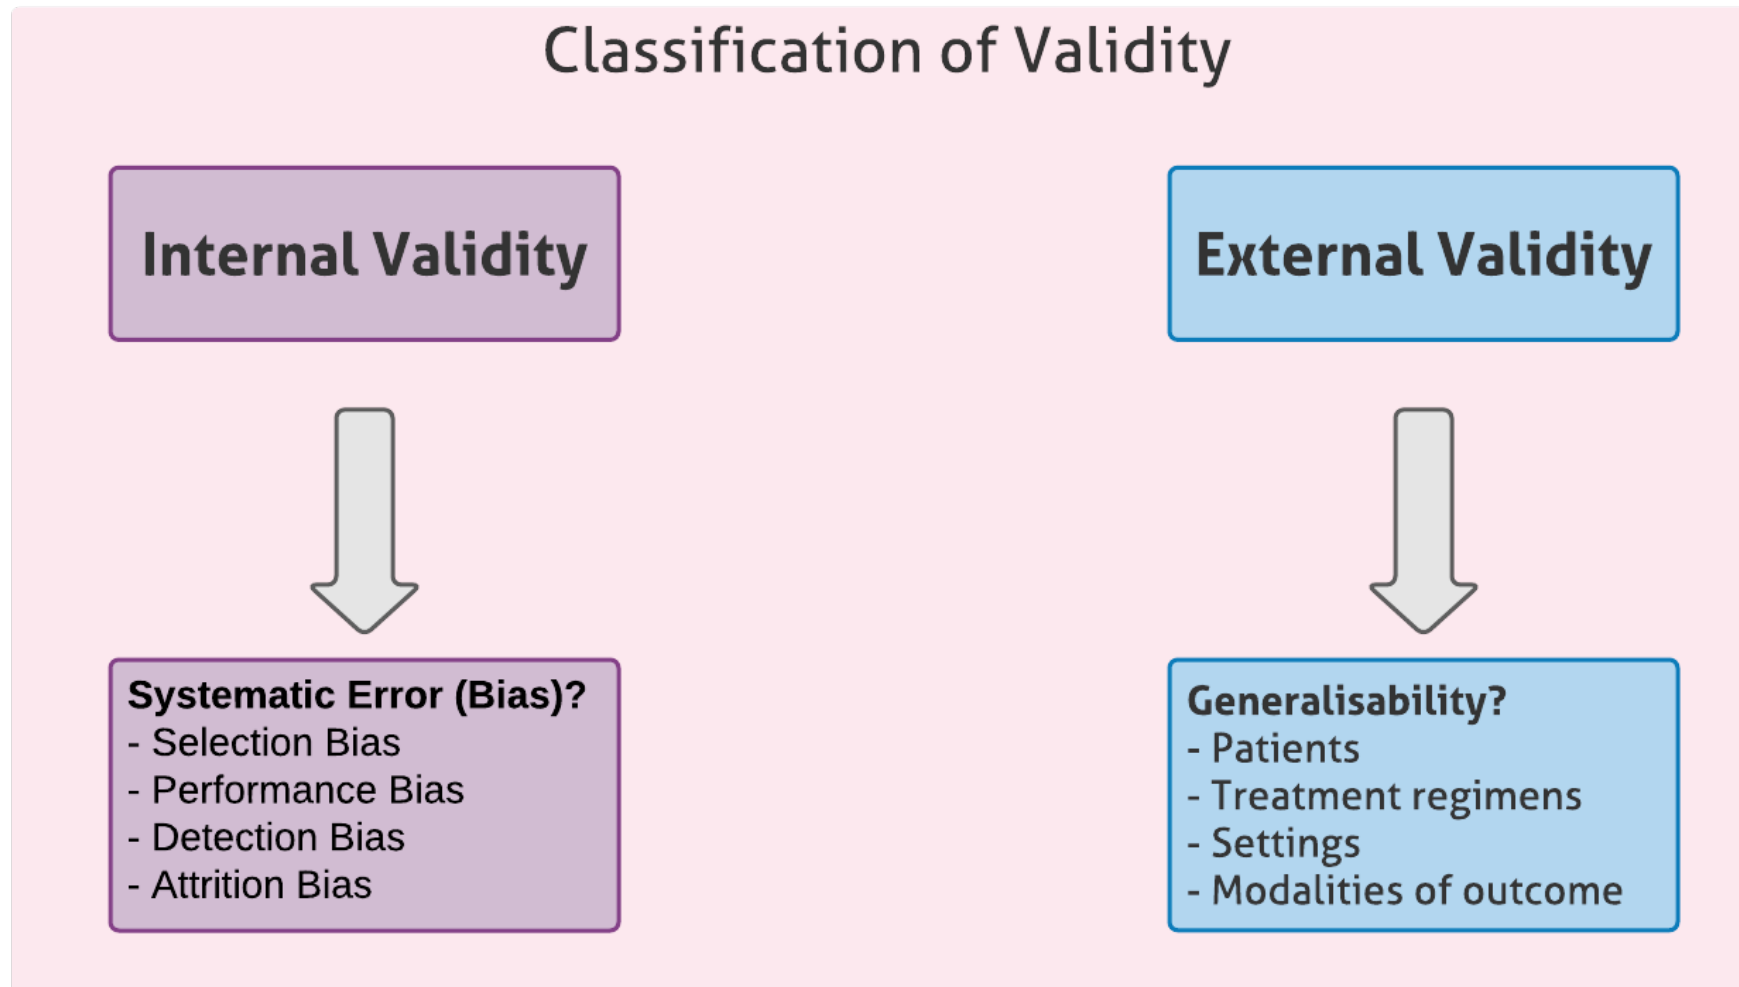 Classification of Validity
Internal Validity
External Validity
Systematic Error (Bias)?
- Selection Bias
- Performance Bias
- Detection Bias
- Attrition Bias
Generalisability?
- Patients
- Treatment regimens
- Settings
- Modalities of outcome